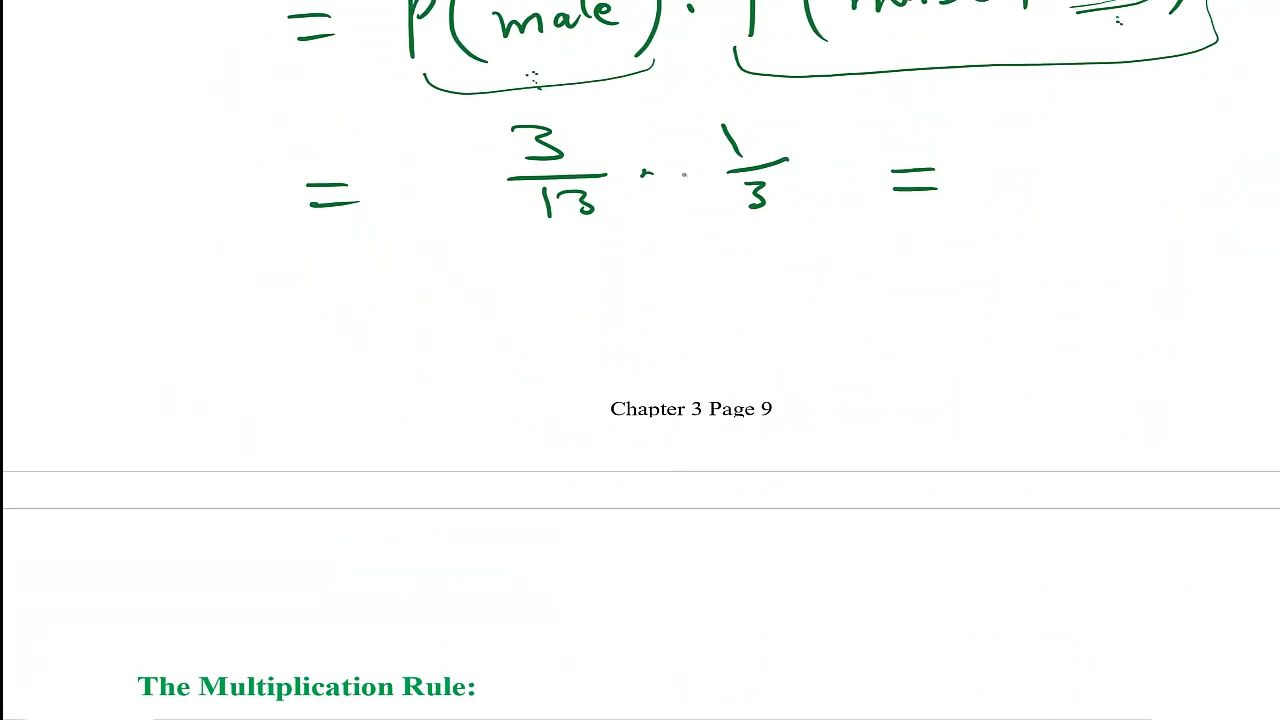 = P(male) · P(
= 3/13 · 1/3 =
Chapter 3 Page 9
The Multiplication Rule: